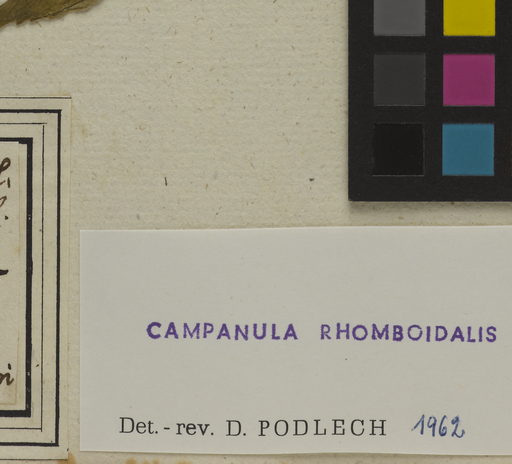 CAMPANULA RHOMBOIDALIS
Det. - rev. D. PODLECH 1962